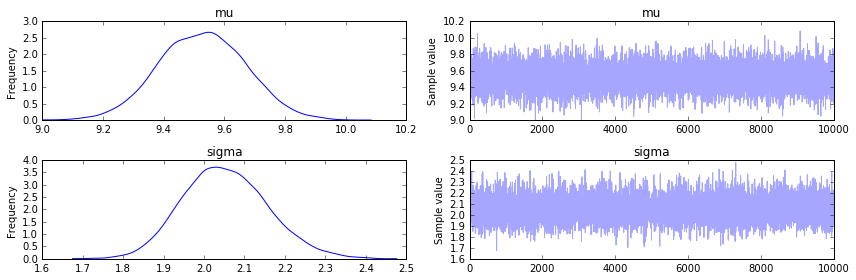 mu
Frequency
3.0
2.5
2.0
1.5
1.0
0.5
0.0
9.0 9.2 9.4 9.6 9.8 10.0 10.2
mu
Sample value
10.2
10.0
9.8
9.6
9.4
9.2
9.0
0 2000 4000 6000 8000 10000
sigma
Frequency
4.0
3.5
3.0
2.5
2.0
1.5
1.0
0.5
0.0
1.6 1.7 1.8 1.9 2.0 2.1 2.2 2.3 2.4 2.5
sigma
Sample value
2.5
2.4
2.3
2.2
2.1
2.0
1.9
1.8
1.7
1.6
0 2000 4000 6000 8000 10000